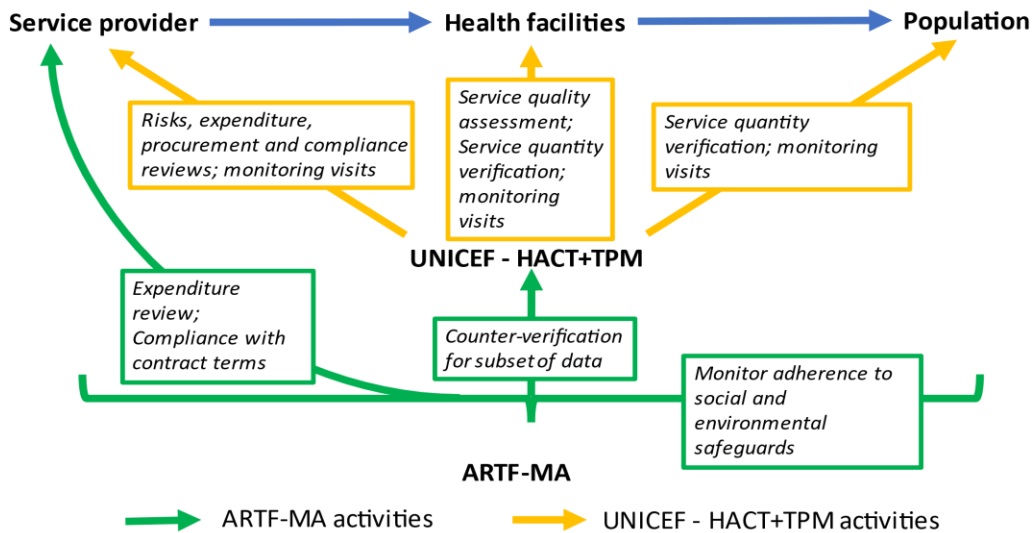 Service provider
Health facilities
Population
Risks, expenditure,
procurement and compliance
reviews; monitoring visits
Service quality
assessment;
Service quantity
verification;
monitoring
visits
Service quantity
verification; monitoring
visits
UNICEF - HACT+TPM
Expenditure
review;
Compliance with
contract terms
Counter-verification
for subset of data
Monitor adherence to
social and
environmental
safeguards
ARTF-MA
ARTF-MA activities
UNICEF - HACT+TPM activities